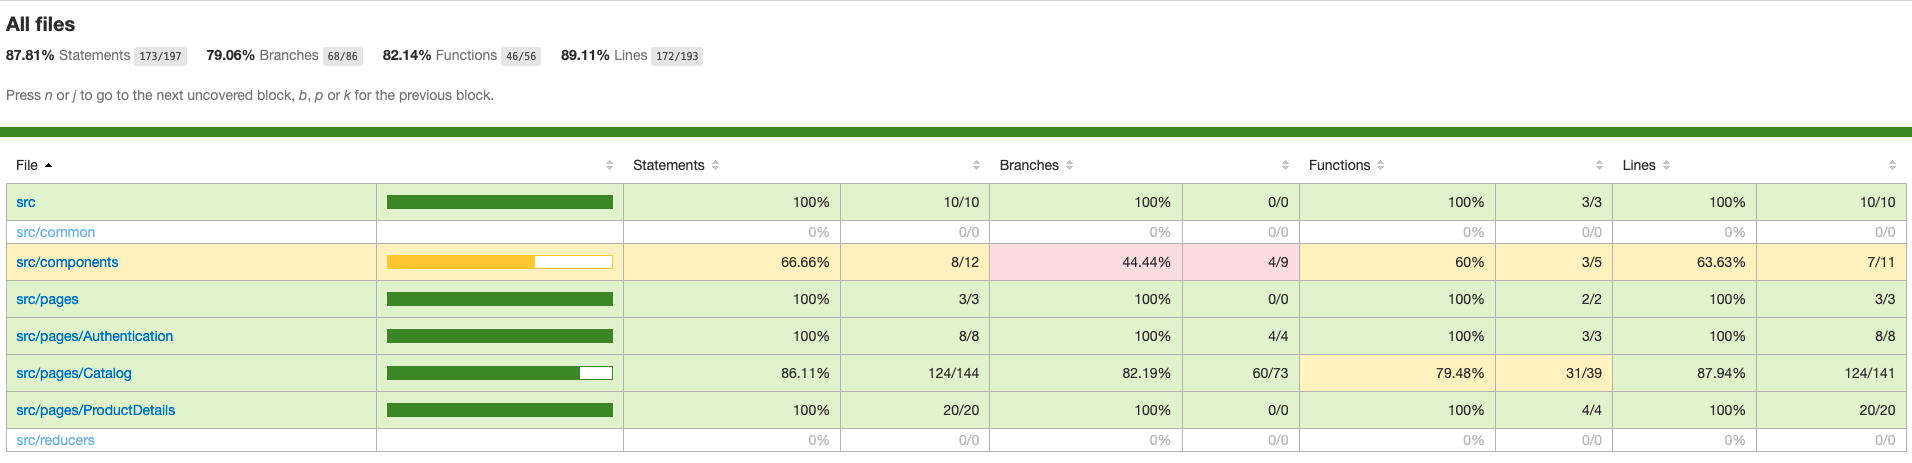 All files
87.81% Statements 173/197 79.06% Branches 68/86 82.14% Functions 46/56 89.11% Lines 172/193
Press n or j to go to the next uncovered block, b, p or k for the previous block.
File Statements Branches Functions Lines
src 100% 10/10 100% 0/0 100% 3/3 100% 10/10
src/common 0% 0/0 0% 0/0 0% 0/0 0% 0/0
src/components 66.66% 8/12 44.44% 4/9 60% 3/5 63.63% 7/11
src/pages 100% 3/3 100% 0/0 100% 2/2 100% 3/3
src/pages/Authentication 100% 8/8 100% 4/4 100% 3/3 100% 8/8
src/pages/Catalog 86.11% 124/144 82.19% 60/73 79.48% 31/39 87.94% 124/141
src/pages/ProductDetails 100% 20/20 100% 0/0 100% 4/4 100% 20/20
src/reducers 0% 0/0 0% 0/0 0% 0/0 0% 0/0